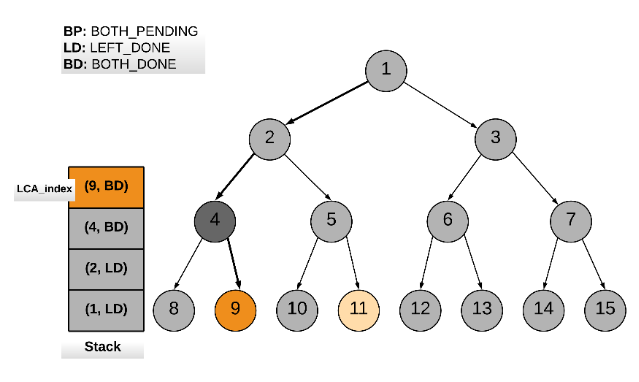 BP: BOTH_PENDING
LD: LEFT_DONE
BD: BOTH_DONE
1
2
3
LCA_index
(9, BD)
(4, BD)
(2, LD)
(1, LD)
4
5
6
7
8
9
10
11
12
13
14
15
Stack